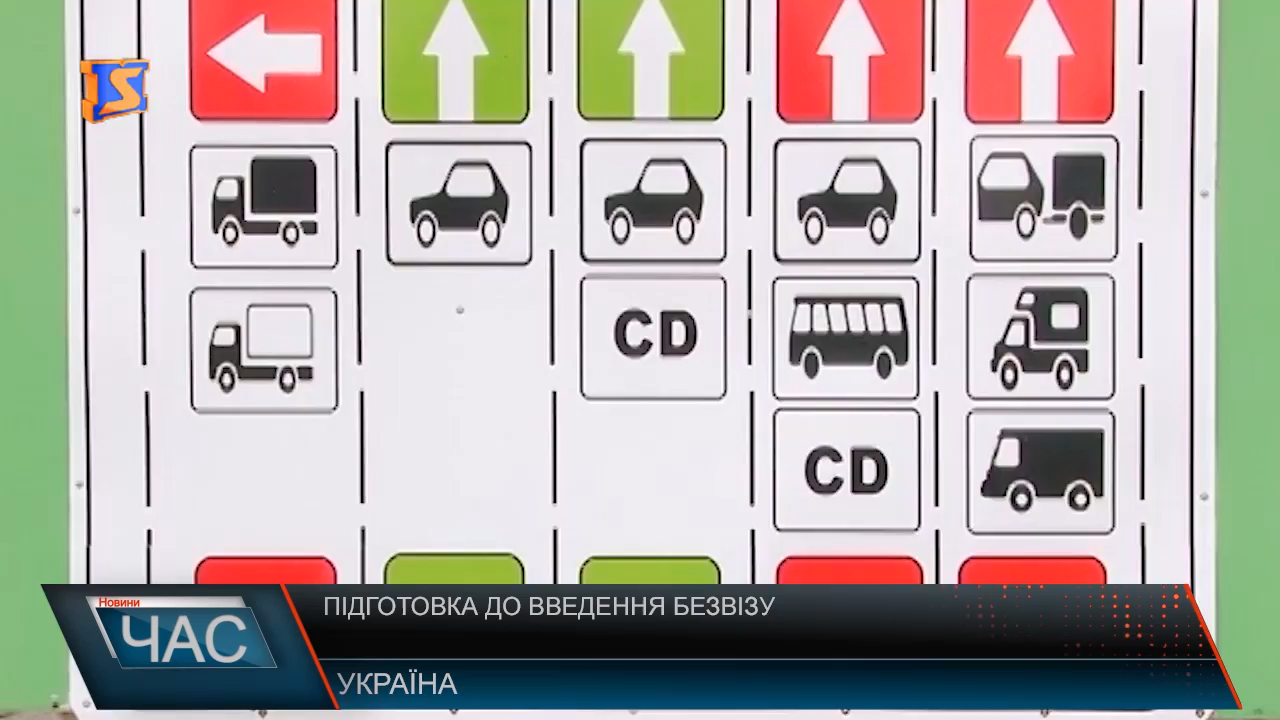 CD
CD
Новини
ЧАС
ПІДГОТОВКА ДО ВВЕДЕННЯ БЕЗВІЗУ
УКРАЇНА